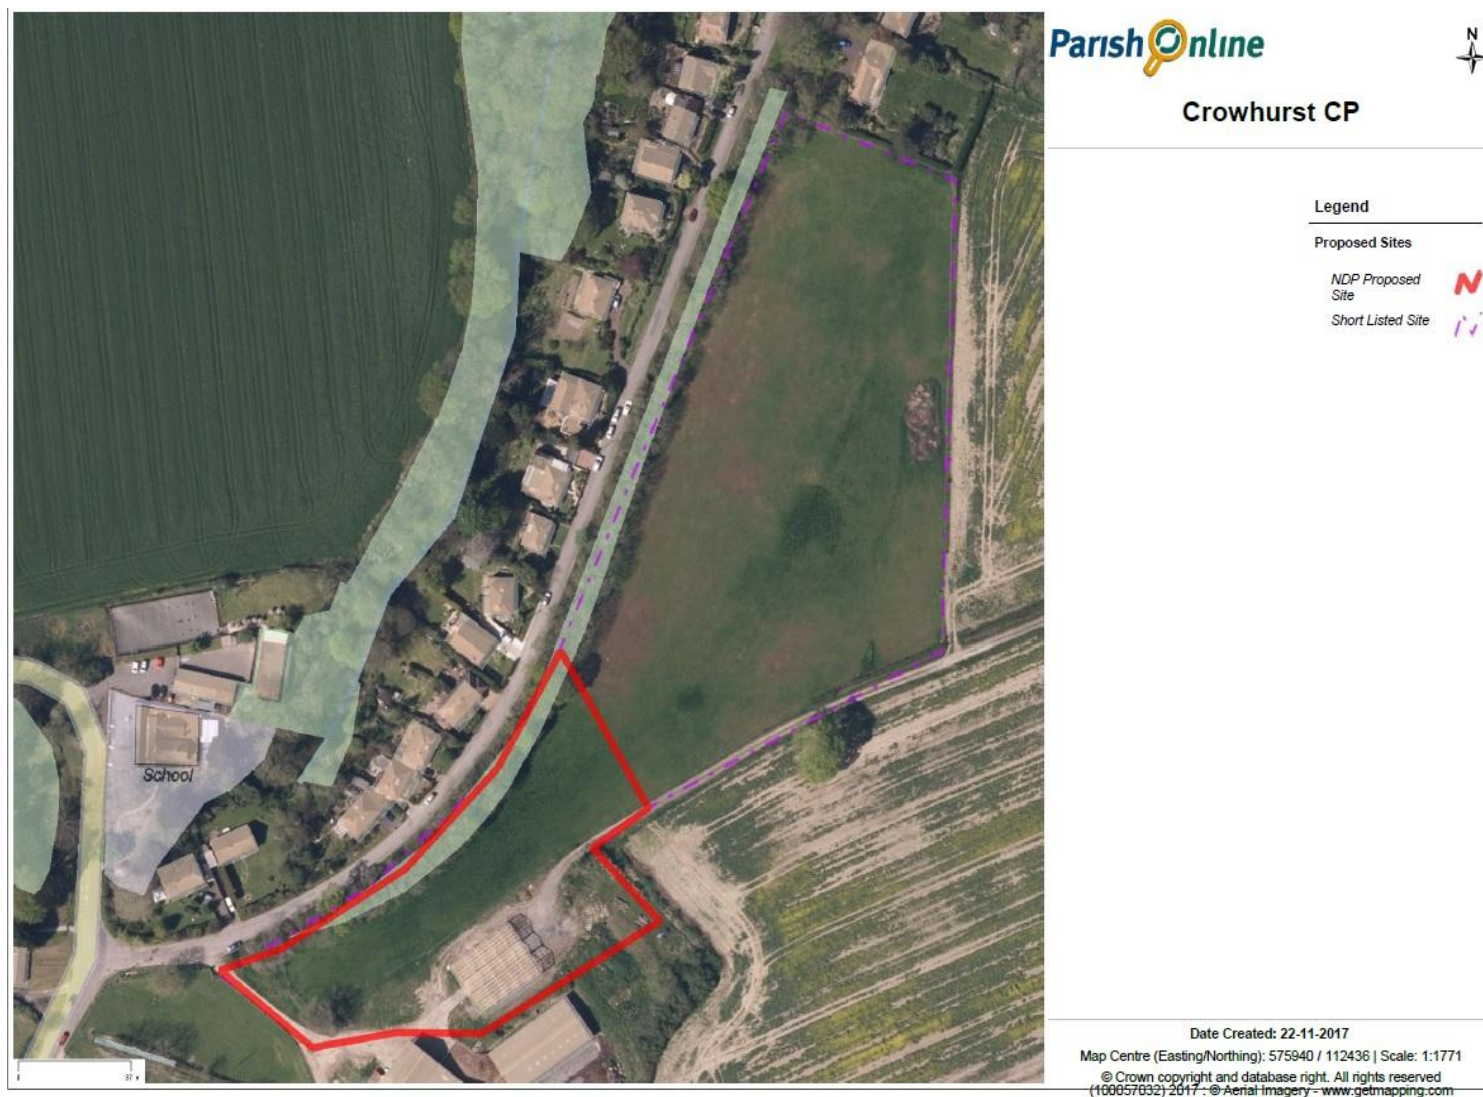 Parish Online
N
Crowhurst CP
Legend
Proposed Sites
NDP Proposed
Site
Short Listed Site
School
37 m
Date Created: 22-11-2017
Map Centre (Easting/Northing): 575940 / 112436 | Scale: 1:1771
© Crown copyright and database right. All rights reserved
(100057032) 2017 : © Aerial Imagery - www.getmapping.com